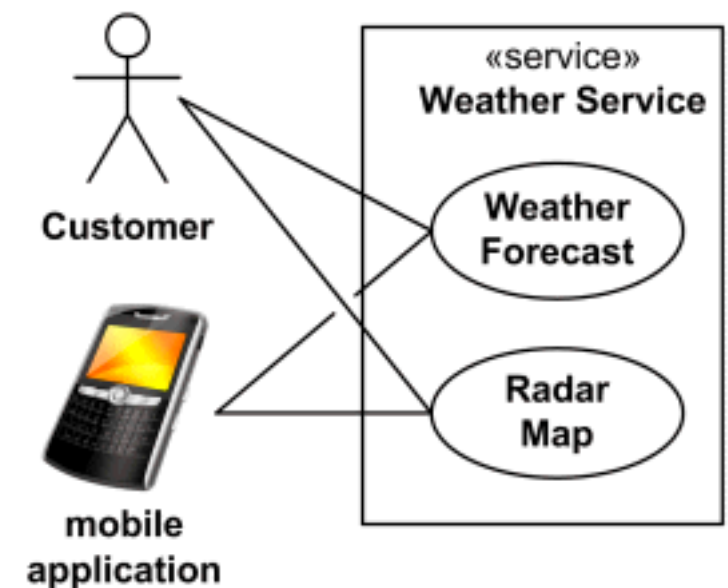 «service»
Weather Service
Customer
Weather
Forecast
Radar
Map
mobile
application